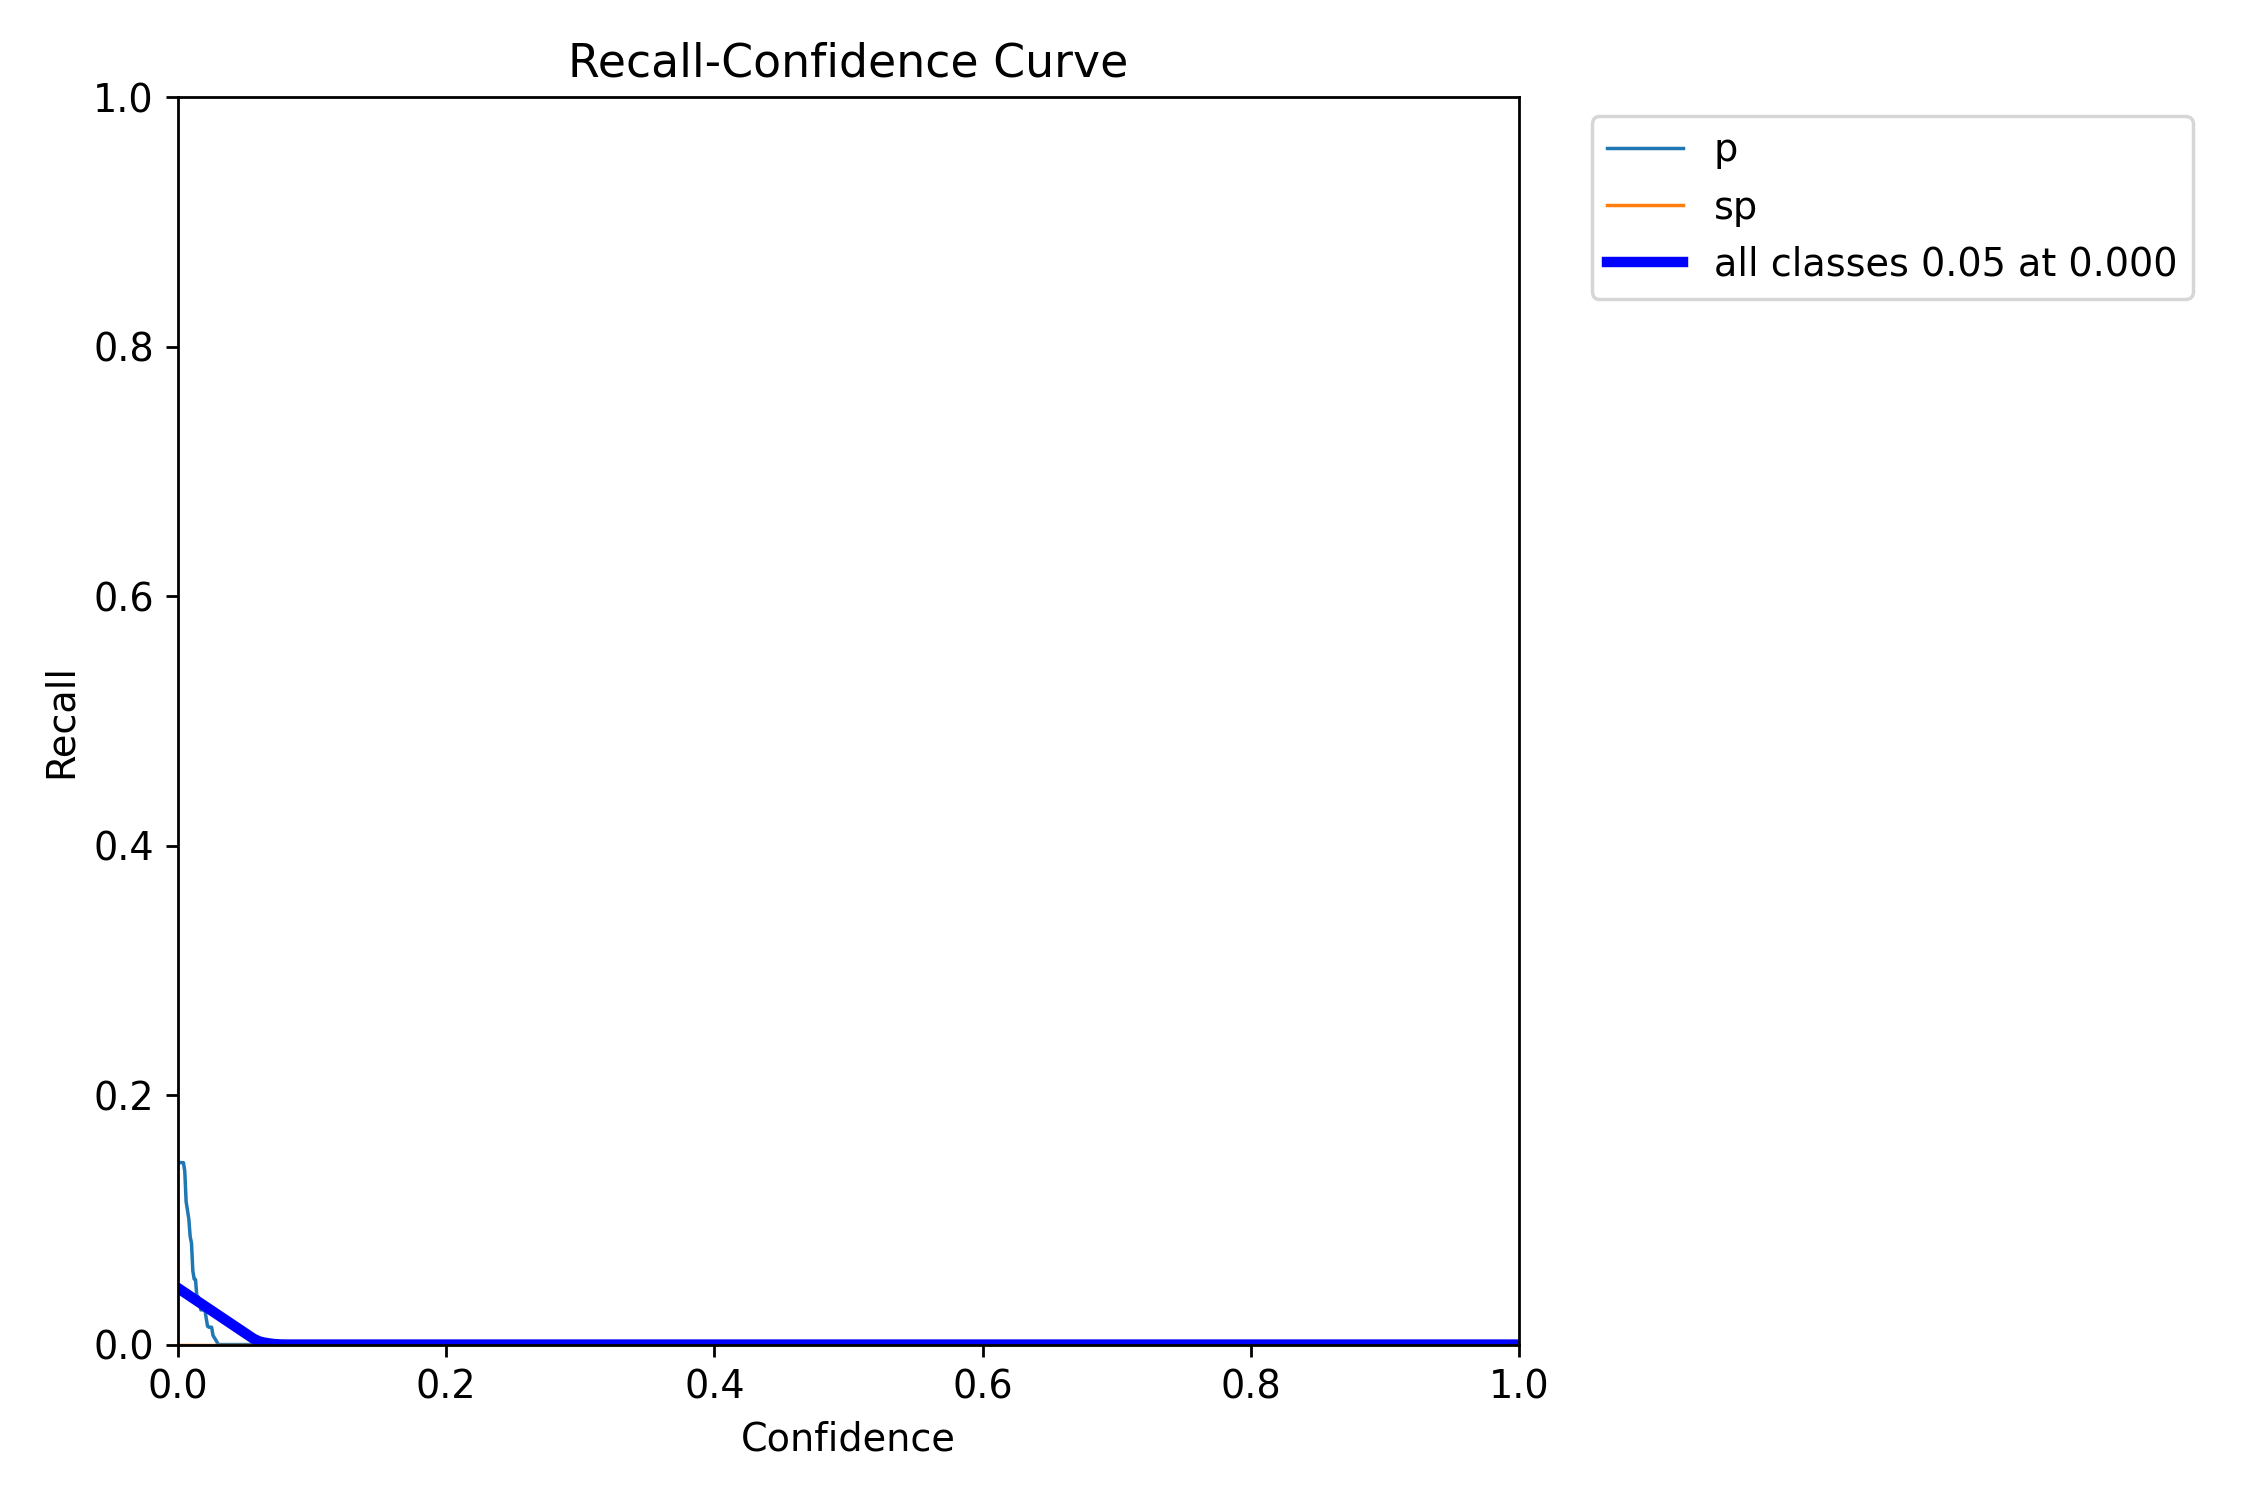 Recall-Confidence Curve
1.0
0.8
0.6
0.4
0.2
0.0
Recall
0.0 0.2 0.4 0.6 0.8 1.0
Confidence
p
sp
all classes 0.05 at 0.000